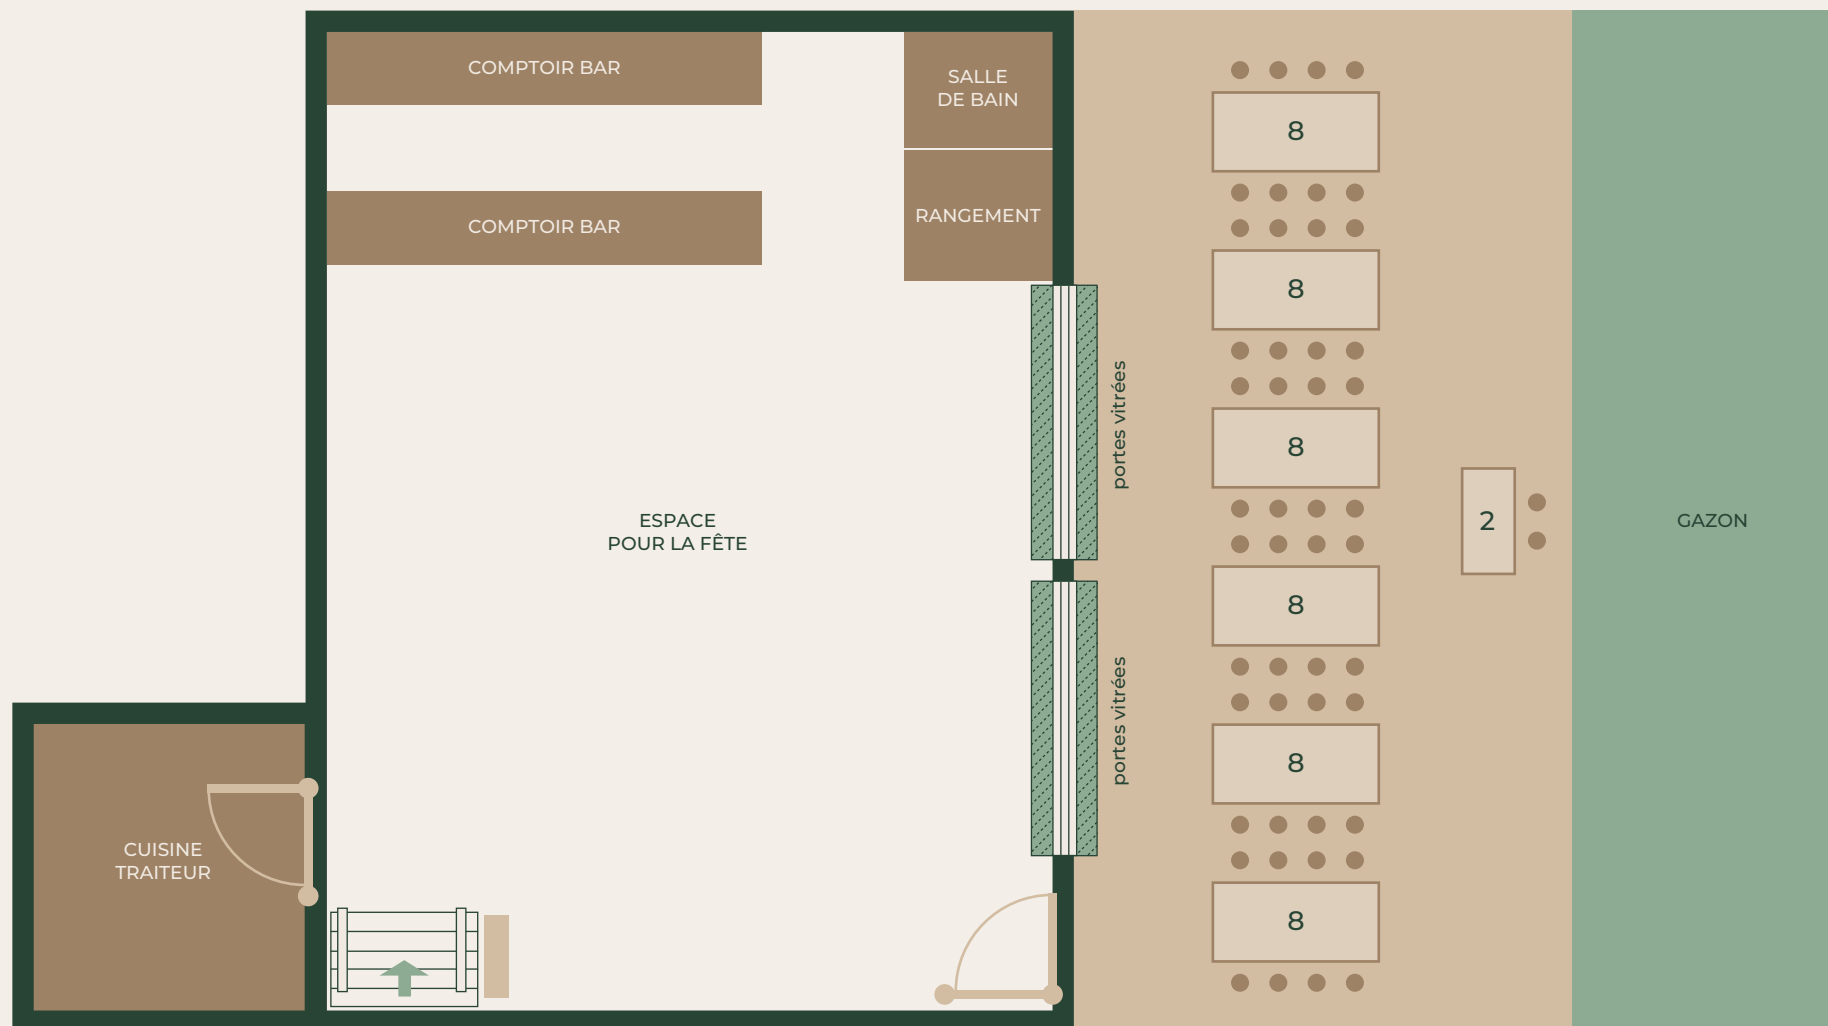 COMPTOIR BAR
SALLE
DE BAIN
8
COMPTOIR BAR
RANGEMENT
8
portes vitrées
8
ESPACE
POUR LA FÊTE
2
GAZON
8
portes vitrées
8
CUISINE
TRAITEUR
8